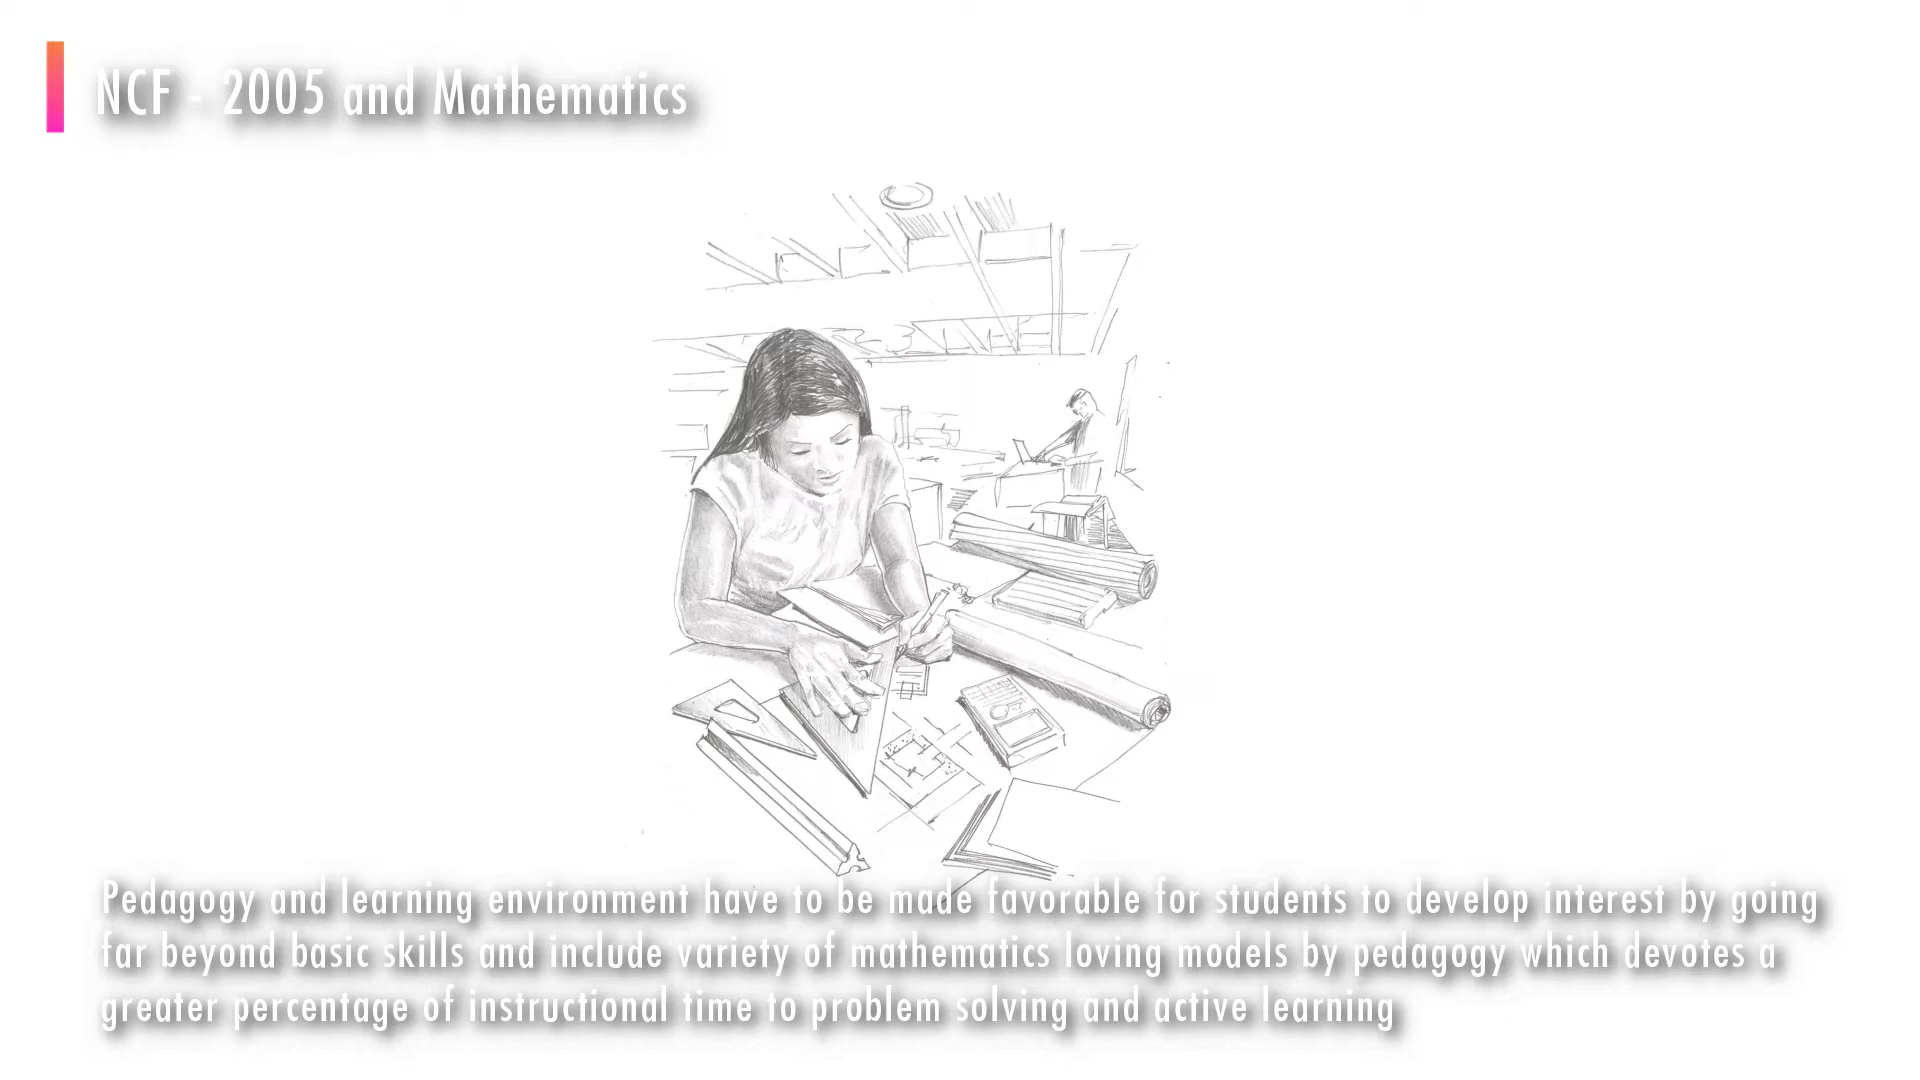 NCF - 2005 and Mathematics
Pedagogy and learning environment have to be made favorable for students to develop interest by going
far beyond basic skills and include variety of mathematics loving models by pedagogy which devotes a
greater percentage of instructional time to problem solving and active learning